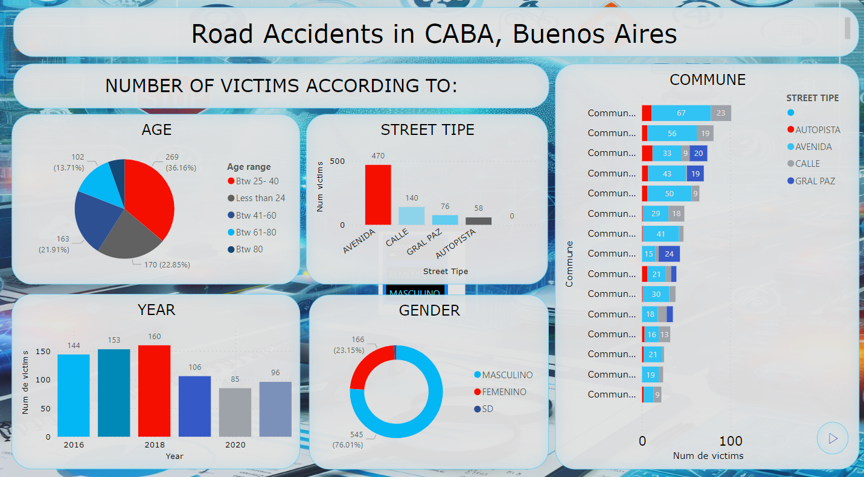 Road Accidents in CABA, Buenos Aires
NUMBER OF VICTIMS ACCORDING TO:
AGE
102
(13.71%)
269
(36.16%)
163
(21.91%)
170 (22.85%)
Age range
Btw 25- 40
Less than 24
Btw 41-60
Btw 61-80
Btw 80
STREET TIPE
Num victims
500
0
470
140
76
58
0
AVENIDA
CALLE
GRAL PAZ
AUTOPISTA
Street Tipe
COMMUNE
STREET TIPE
AUTOPISTA
AVENIDA
CALLE
GRAL PAZ
Commune
Commun... 67 23
Commun... 56 19
Commun... 33 9 20
Commun... 43 19
Commun... 50 9
Commun... 29 18
Commun... 41
Commun... 15 24
Commun... 21
Commun... 30
Commun... 18
Commun... 16 13
Commun... 21
Commun... 19
Commun... 9
0 100
Num de victims
YEAR
Num de victims
150
100
50
0
144
153
160
106
85
96
2016 2018 2020
Year
MASCULINO
GENDER
166
(23.15%)
545
(76.01%)
MASCULINO
FEMENINO
SD